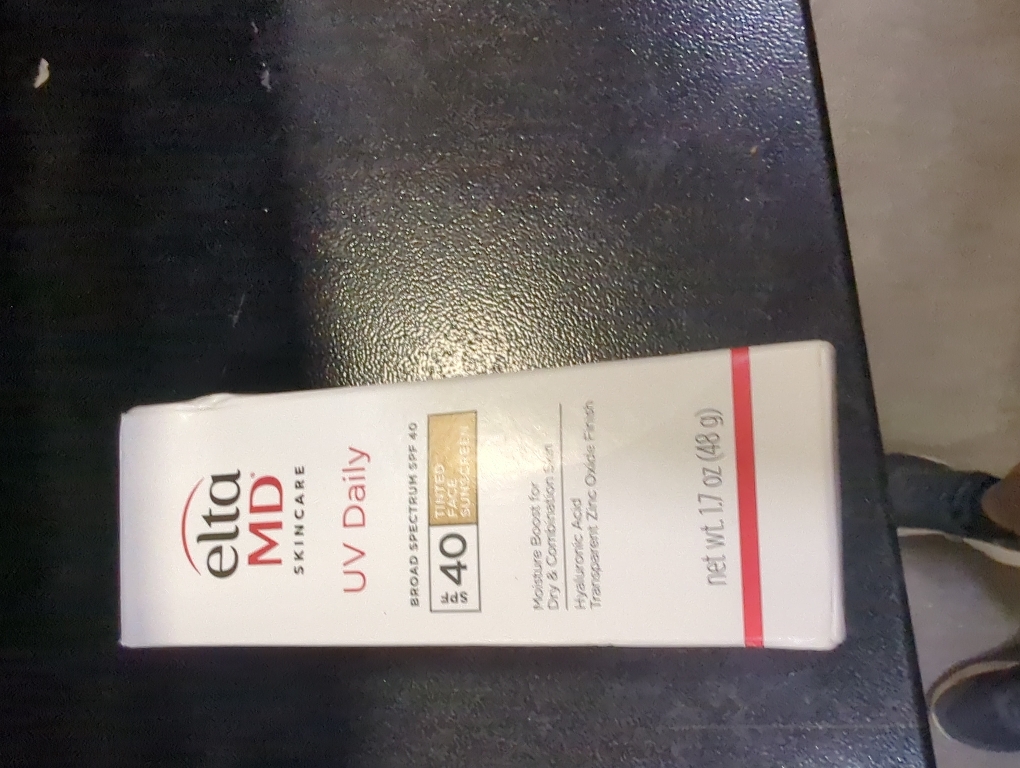 elta
MD
SKINCARE
UV Daily
BROAD SPECTRUM SPF 40
SPF 40
TINTED
FACE
SUNSCREEN
Moisture Boost for
Dry & Combination Skin
Hyaluronic Acid
Transparent Zinc Oxide Finish
net wt. 1.7 oz (48 g)